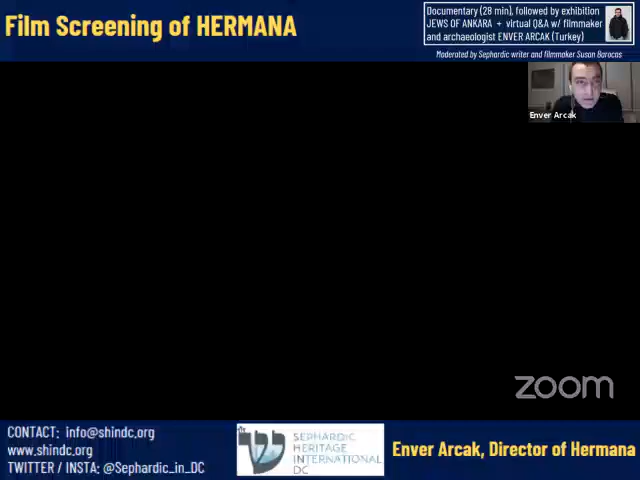 Film Screening of HERMANA
Documentary (28 min), followed by exhibition
JEWS OF ANKARA + virtual Q&A w/ filmmaker
and archaeologist ENVER ARCAK (Turkey)
Moderated by Sephardic writer and filmmaker Susan Barocas
Enver Arcak
zoom
CONTACT: info@shindc.org
www.shindc.org
TWITTER / INSTA: @Sephardic_in_DC
SEPHARDIC
HERITAGE
INTERNATIONAL
DC
Enver Arcak, Director of Hermana